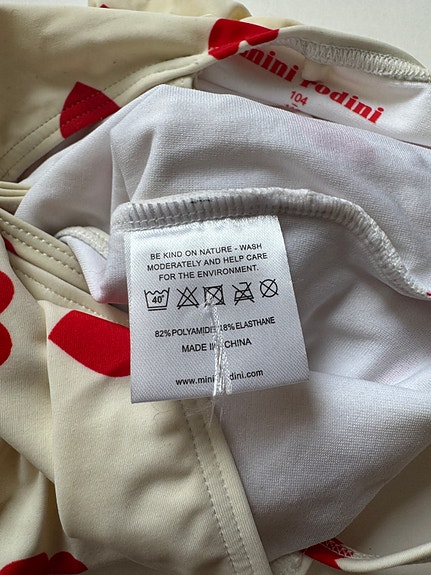 mini rodini
104
BE KIND ON NATURE - WASH
MODERATELY AND HELP CARE
FOR THE ENVIRONMENT.
40°
82%POLYAMIDE 18% ELASTHANE
MADE IN CHINA
www.minirodini.com